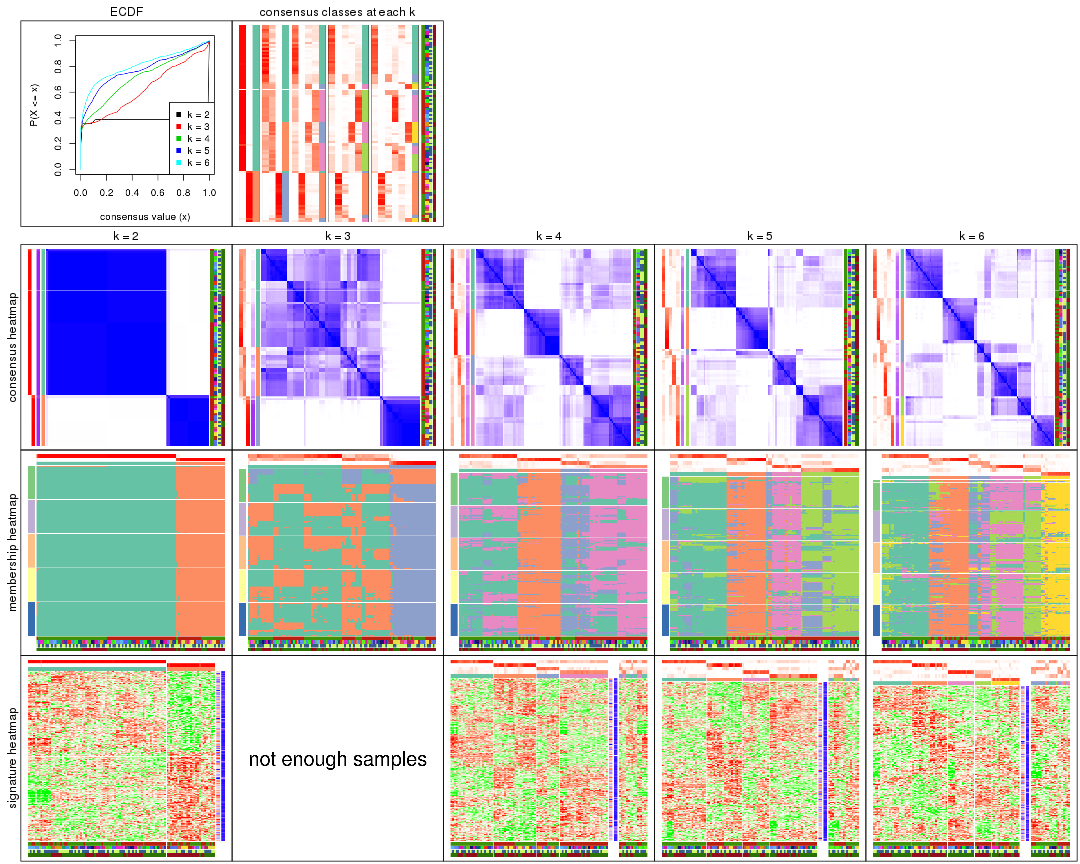 ECDF
consensus classes at each k
P(X <= x)
0.0 0.2 0.4 0.6 0.8 1.0
k = 2
k = 3
k = 4
k = 5
k = 6
0.0 0.2 0.4 0.6 0.8 1.0
consensus value (x)
k = 2 k = 3 k = 4 k = 5 k = 6
consensus heatmap
membership heatmap
signature heatmap
not enough samples